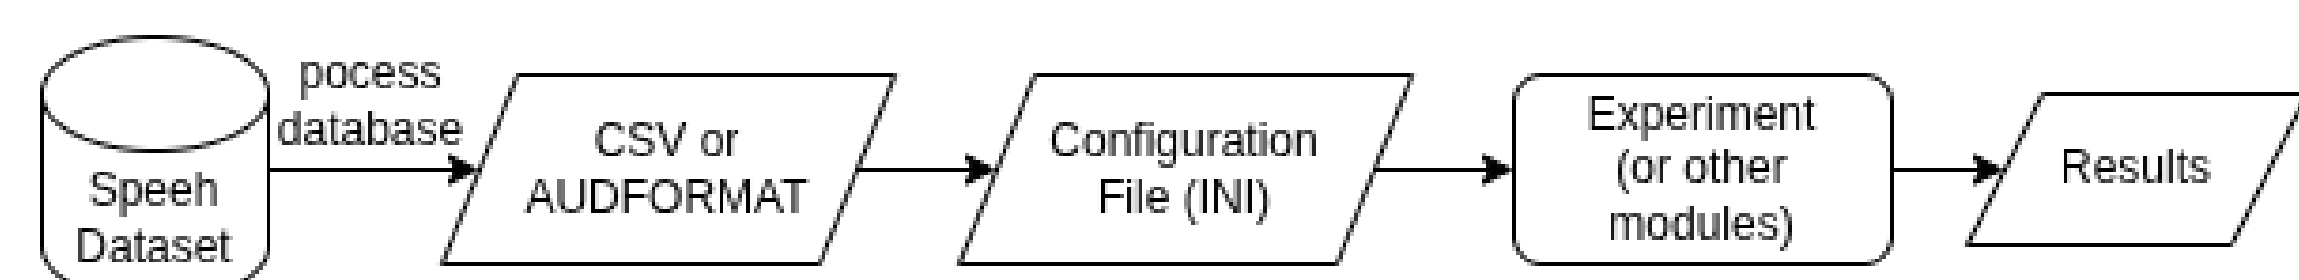 Speeh
Dataset
pocess
database
CSV or
AUDFORMAT
Configuration
File (INI)
Experiment
(or other
modules)
Results